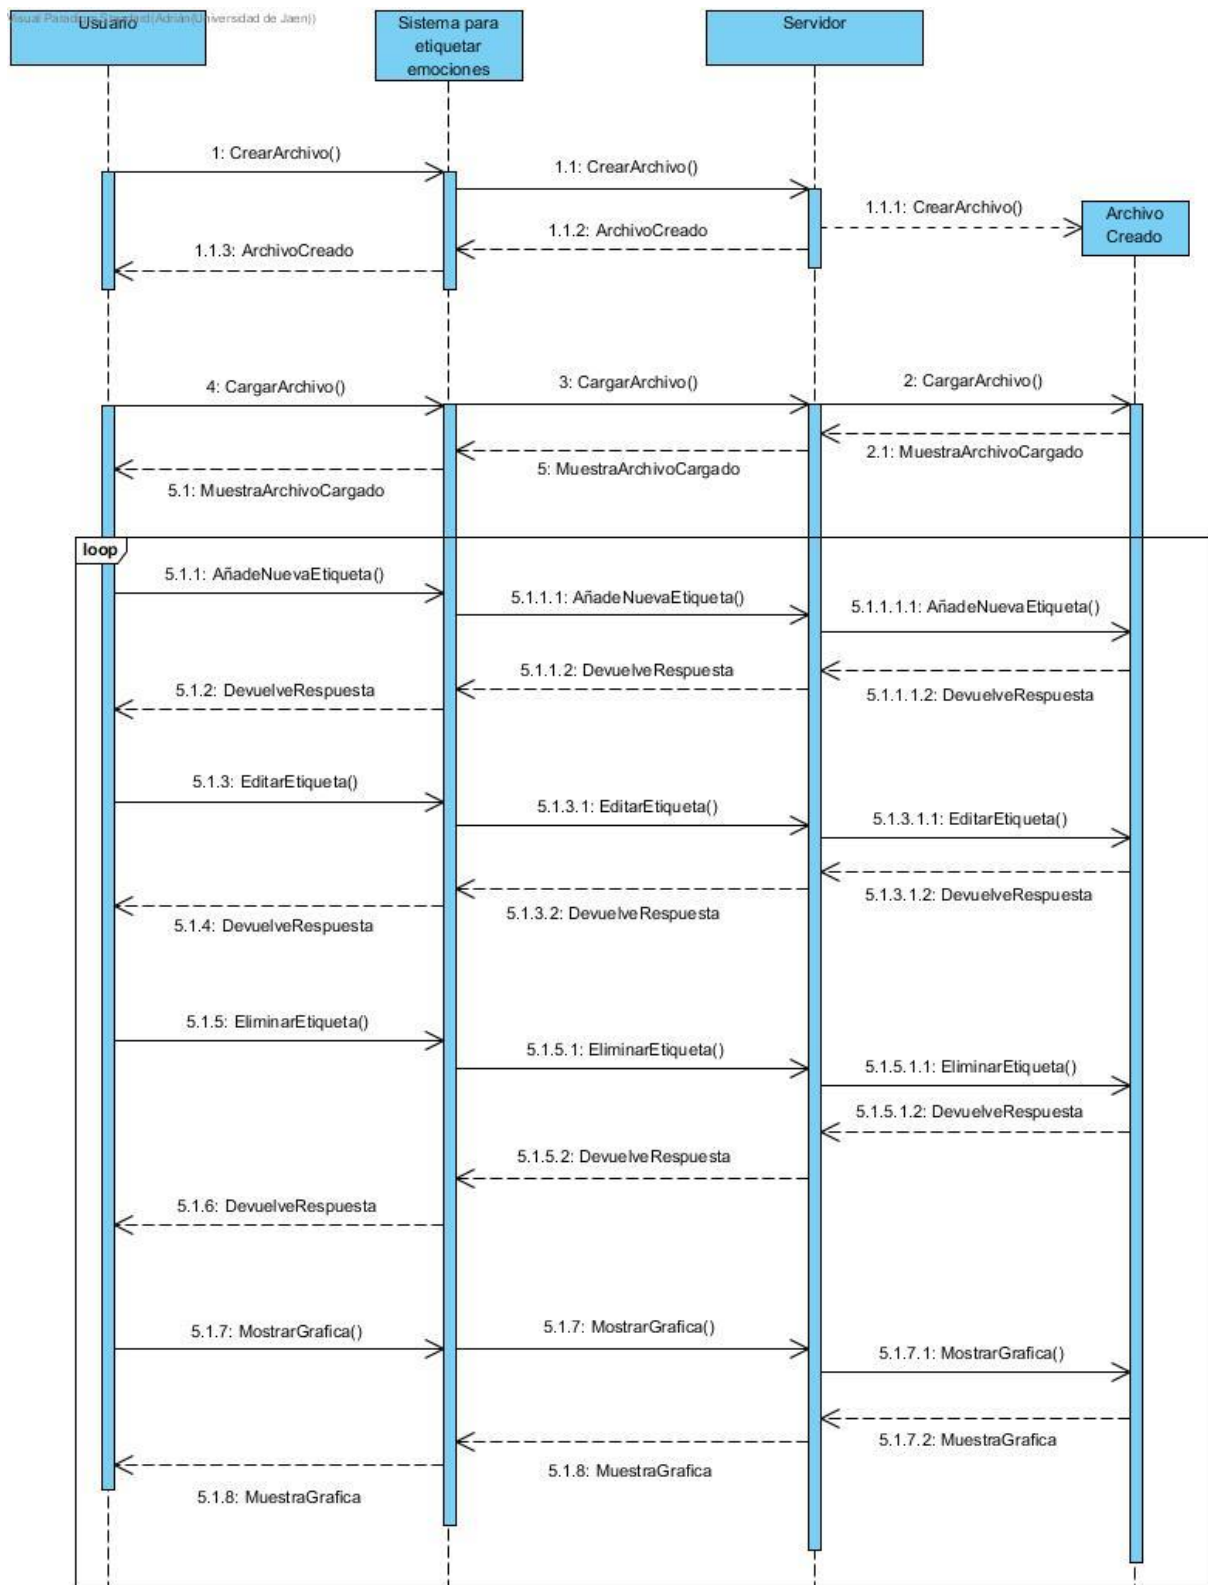 Visual Paradigm Standard(Adrián(Universidad de Jaen))
Usuario
Sistema para
etiquetar
emociones
Servidor
1: CrearArchivo()
1.1: CrearArchivo()
1.1.1: CrearArchivo()
Archivo
Creado
1.1.2: ArchivoCreado
1.1.3: ArchivoCreado
4: CargarArchivo()
3: CargarArchivo()
2: CargarArchivo()
2.1: MuestraArchivoCargado
5: MuestraArchivoCargado
5.1: MuestraArchivoCargado
loop
5.1.1: AñadeNuevaEtiqueta()
5.1.1.1: AñadeNuevaEtiqueta()
5.1.1.1.1: AñadeNuevaEtiqueta()
5.1.1.2: DevuelveRespuesta
5.1.2: DevuelveRespuesta
5.1.1.1.2: DevuelveRespuesta
5.1.3: EditarEtiqueta()
5.1.3.1: EditarEtiqueta()
5.1.3.1.1: EditarEtiqueta()
5.1.3.1.2: DevuelveRespuesta
5.1.3.2: DevuelveRespuesta
5.1.4: DevuelveRespuesta
5.1.5: EliminarEtiqueta()
5.1.5.1: EliminarEtiqueta()
5.1.5.1.1: EliminarEtiqueta()
5.1.5.1.2: DevuelveRespuesta
5.1.5.2: DevuelveRespuesta
5.1.6: DevuelveRespuesta
5.1.7: MostrarGrafica()
5.1.7: MostrarGrafica()
5.1.7.1: MostrarGrafica()
5.1.7.2: MuestraGrafica
5.1.8: MuestraGrafica
5.1.8: MuestraGrafica